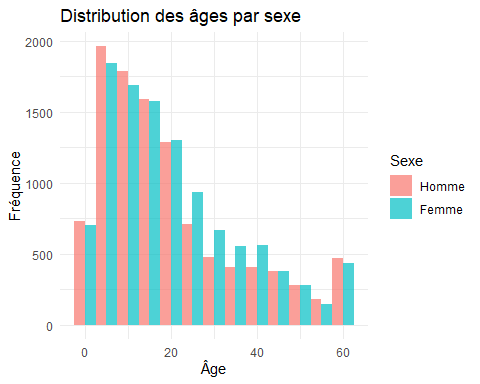 Distribution des âges par sexe
2000
1500
1000
500
0
Fréquence
0 20 40 60
Âge
Sexe
Homme
Femme